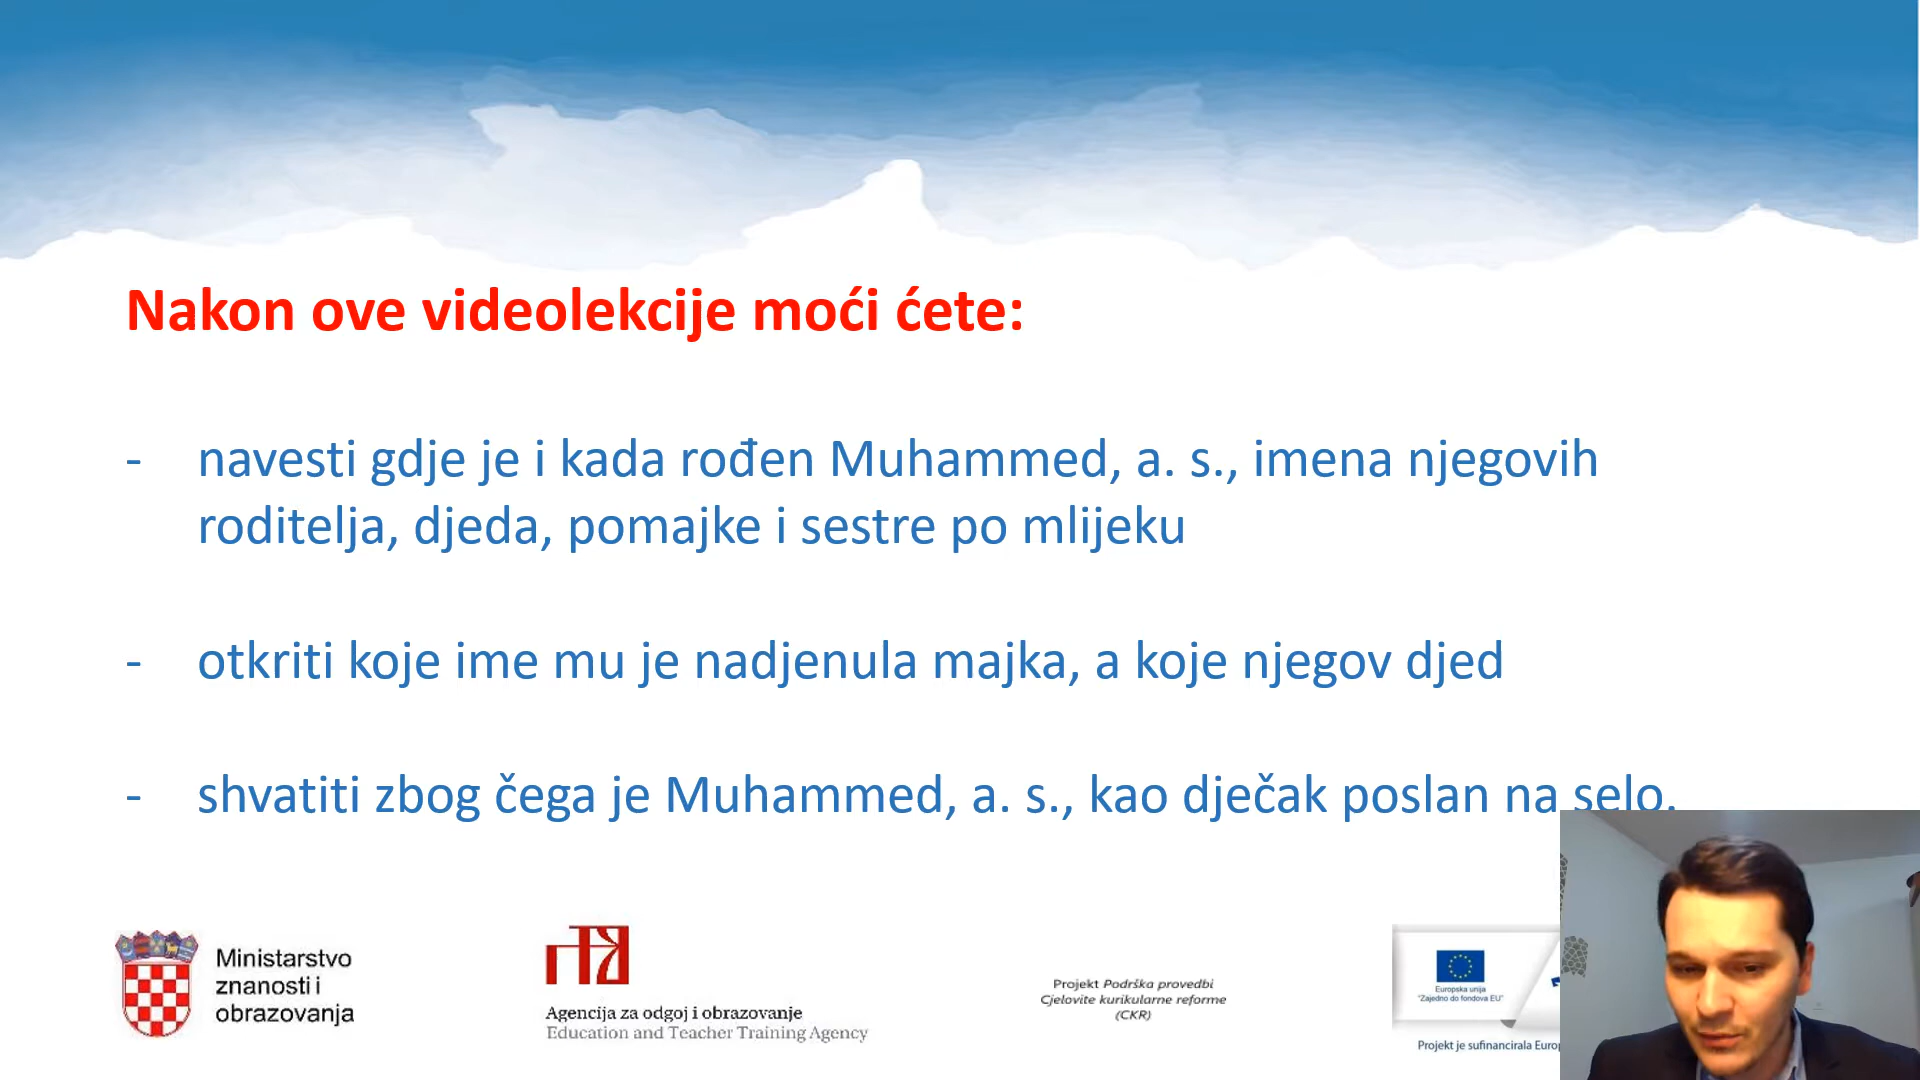 Nakon ove videolekcije moći ćete:
- navesti gdje je i kada rođen Muhammed, a. s., imena njegovih
roditelja, djeda, pomajke i sestre po mlijeku
- otkriti koje ime mu je nadjenula majka, a koje njegov djed
- shvatiti zbog čega je Muhammed, a. s., kao dječak poslan na selo.
Ministarstvo
znanosti i
obrazovanja
Agencija za odgoj i obrazovanje
Education and Teacher Training Agency
Projekt Podrška provedbi
Cjelovite kurikularne reforme
(CKR)
Europska unija
"Zajedno do fondova EU"
Projekt je sufinancirala